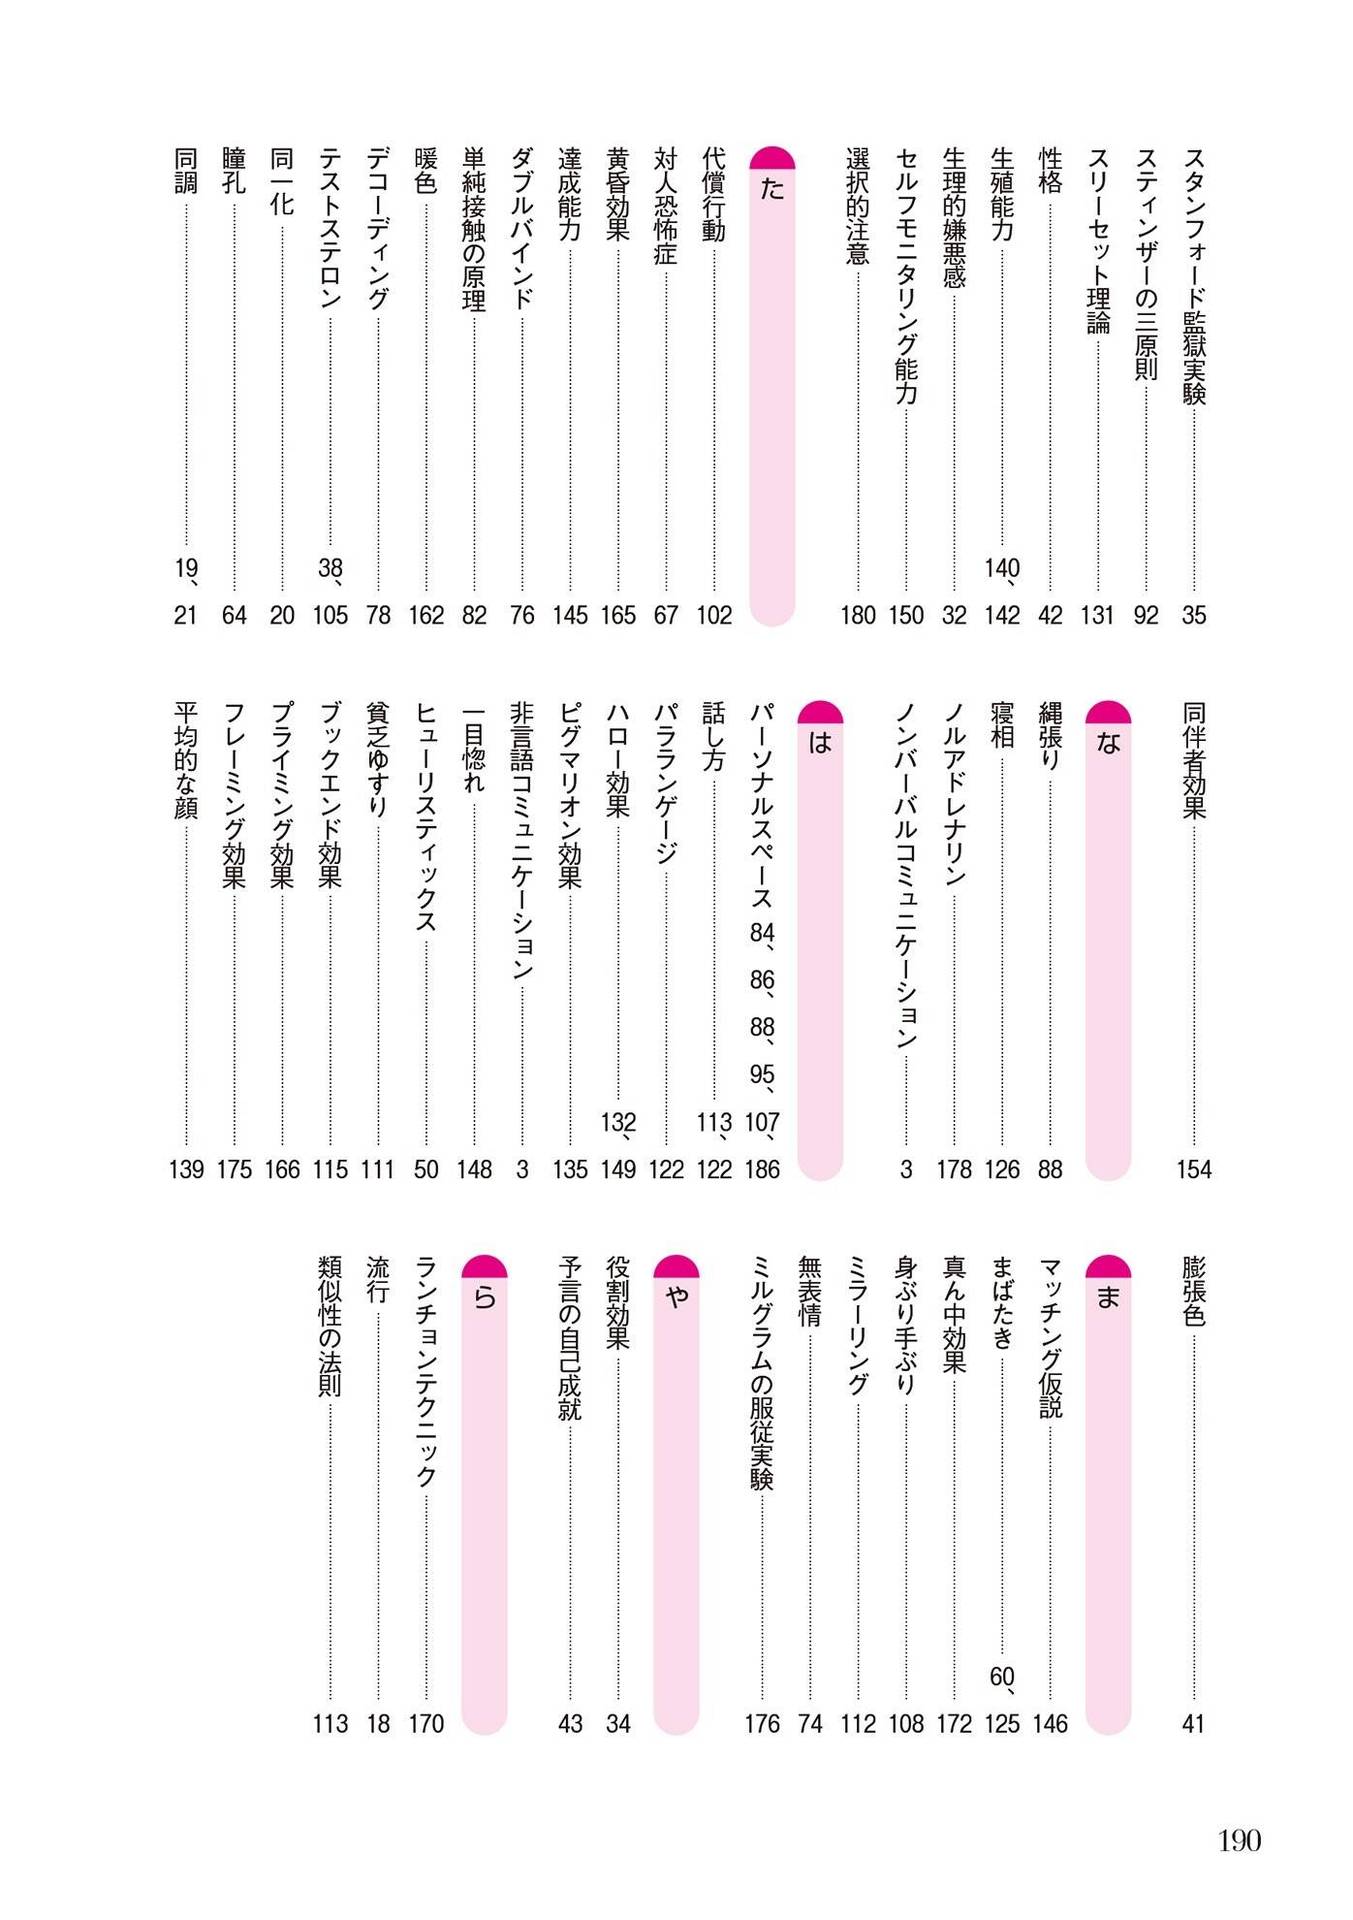 スタンフォード監獄実験 35
スティンザーの三原則 92
スリーセット理論 131
性格 42
生殖能力 140、142
生理的嫌悪感 32
セルフモニタリング能力 150
選択的注意 180
た
代償行動 102
対人恐怖症 67
黄昏効果 165
達成能力 145
ダブルバインド 76
単純接触の原理 82
暖色 162
デコーディング 78
テストステロン 38、105
同一化 20
瞳孔 64
同調 19、21
同伴者効果 154
な
縄張り 88
寝相 126
ノルアドレナリン 178
ノンバーバルコミュニケーション 3
は
パーソナルスペース 84、86、88、95、107、186
話し方 113、122
パラランゲージ 122
ハロー効果 132、149
ピグマリオン効果 135
非言語コミュニケーション 3
一目惚れ 148
ヒューリスティックス 50
貧乏ゆすり 111
ブックエンド効果 115
プライミング効果 166
フレーミング効果 175
平均的な顔 139
膨張色 41
ま
マッチング仮説 146
まばたき 60、125
真ん中効果 172
身ぶり手ぶり 108
ミラーリング 112
無表情 74
ミルグラムの服従実験 176
や
役割効果 34
予言の自己成就 43
ら
ランチョンテクニック 170
流行 18
類似性の法則 113
190